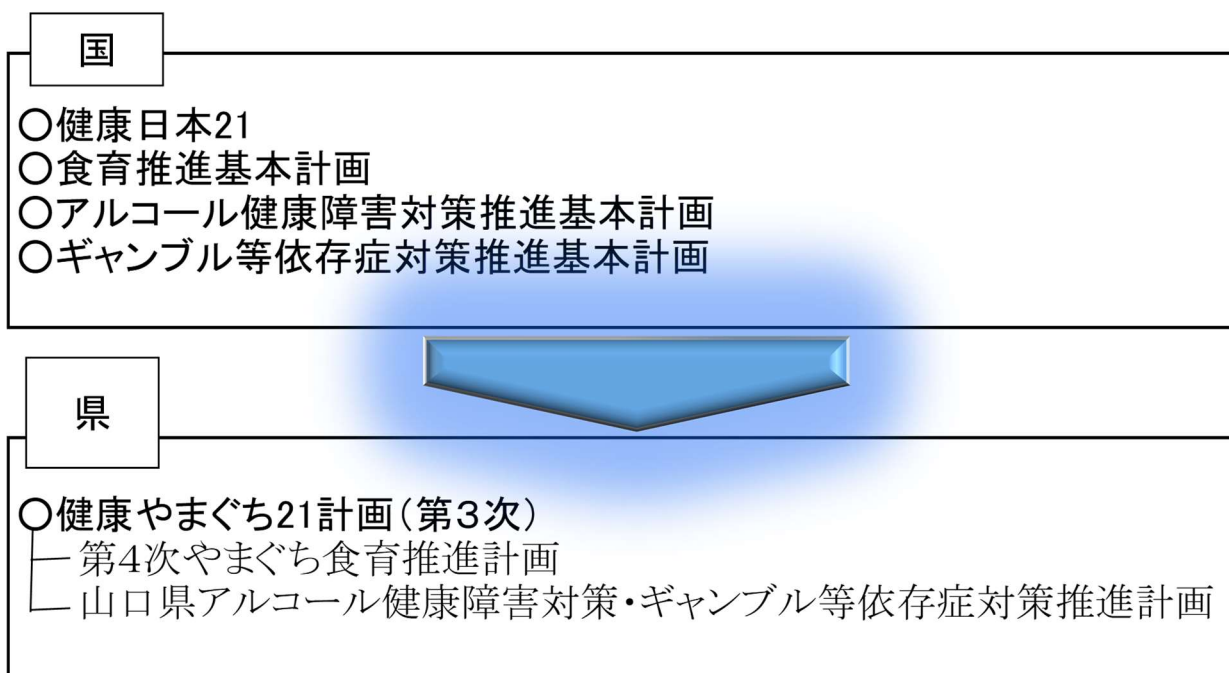 国
○健康日本21
○食育推進基本計画
○アルコール健康障害対策推進基本計画
○ギャンブル等依存症対策推進基本計画
県
○健康やまぐち21計画(第3次)
第4次やまぐち食育推進計画
山口県アルコール健康障害対策・ギャンブル等依存症対策推進計画